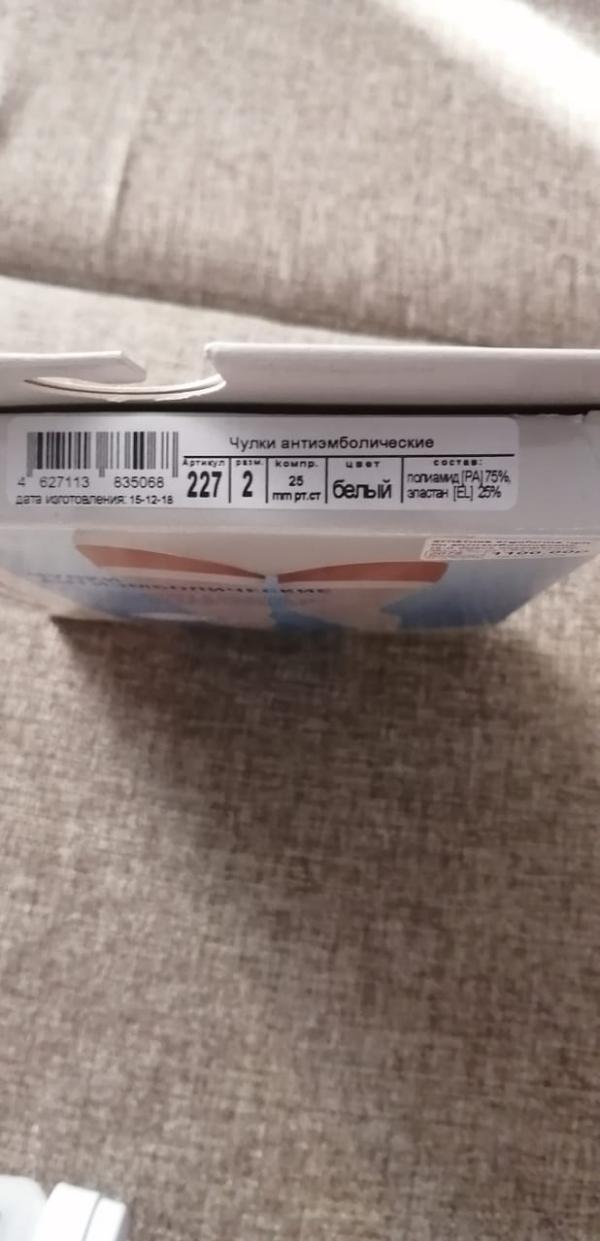 Чулки антиэмболические
4 627113 835068
дата изготовления: 15-12-18
Артикул
227
разм.
2
компр.
25
mm рт.ст
цвет
белый
состав:
полиамид [PA] 75%,
эластан [EL] 25%